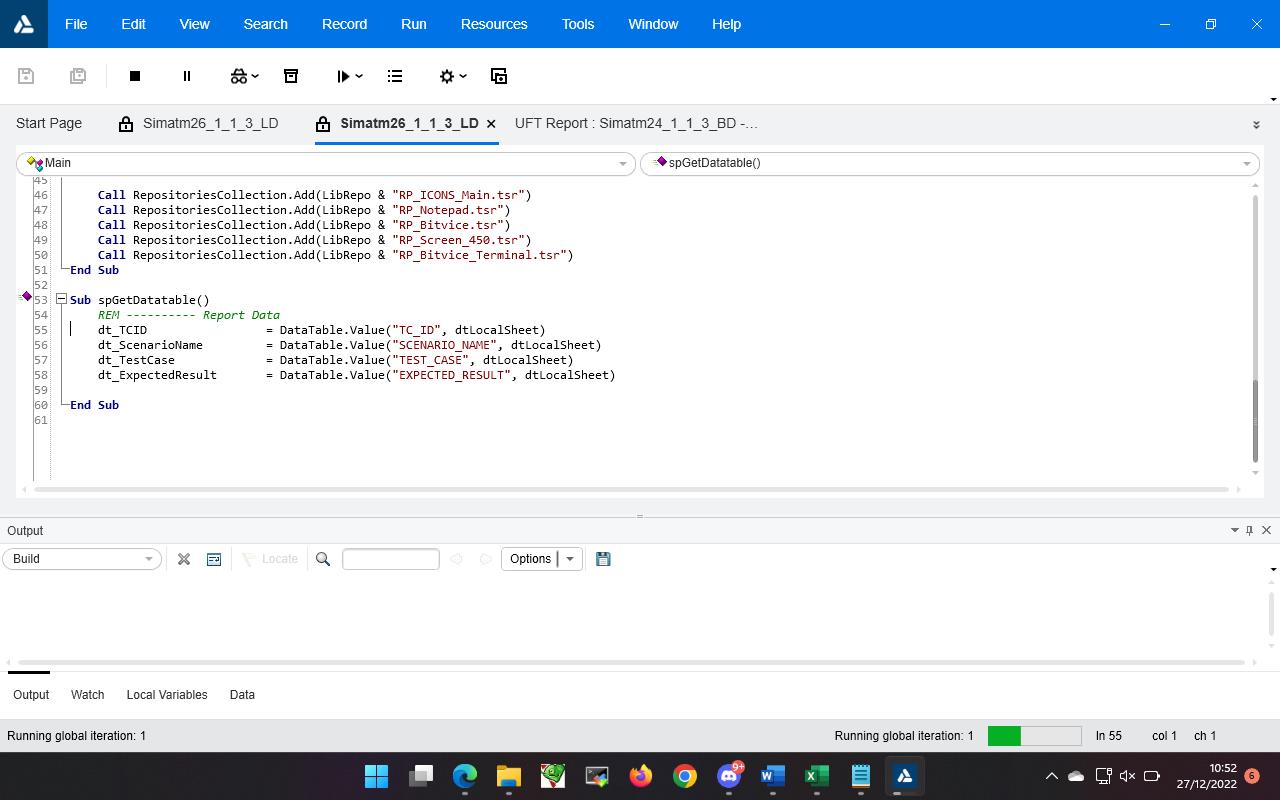 File Edit View Search Record Run Resources Tools Window Help
Start Page Simatm26_1_1_3_LD Simatm26_1_1_3_LD UFT Report : Simatm24_1_1_3_BD -...
Main spGetDatatable()
45
46 Call RepositoriesCollection.Add(LibRepo & "RP_ICONS_Main.tsr")
47 Call RepositoriesCollection.Add(LibRepo & "RP_Notepad.tsr")
48 Call RepositoriesCollection.Add(LibRepo & "RP_Bitvice.tsr")
49 Call RepositoriesCollection.Add(LibRepo & "RP_Screen_450.tsr")
50 Call RepositoriesCollection.Add(LibRepo & "RP_Bitvice_Terminal.tsr")
51 End Sub
52
53 Sub spGetDatatable()
54 REM ---------- Report Data
55 dt_TCID = DataTable.Value("TC_ID", dtLocalSheet)
56 dt_ScenarioName = DataTable.Value("SCENARIO_NAME", dtLocalSheet)
57 dt_TestCase = DataTable.Value("TEST_CASE", dtLocalSheet)
58 dt_ExpectedResult = DataTable.Value("EXPECTED_RESULT", dtLocalSheet)
59
60 End Sub
61
Output
Build Locate Options
Output Watch Local Variables Data
Running global iteration: 1 Running global iteration: 1 ln 55 col 1 ch 1
9+
10:52
27/12/2022 6